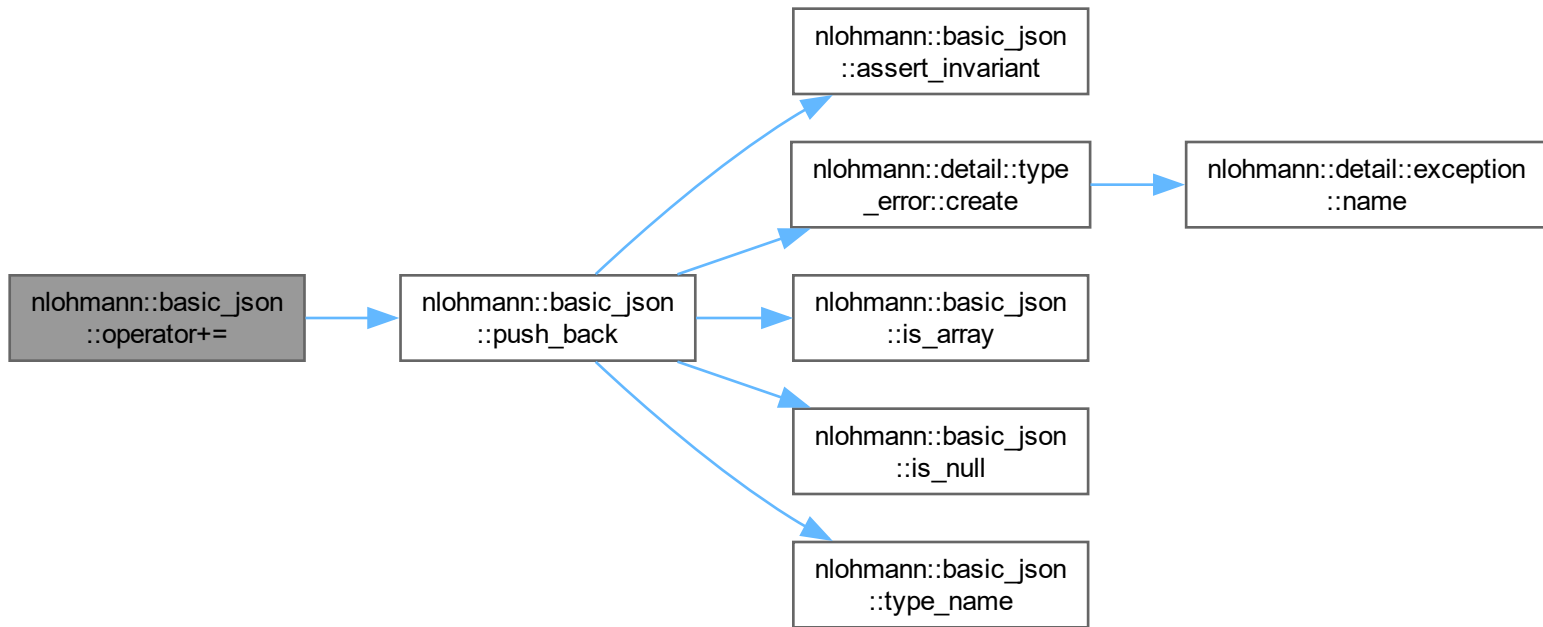 nlohmann::basic_json
::assert_invariant
nlohmann::detail::type
_error::create
nlohmann::detail::exception
::name
nlohmann::basic_json
::operator+=
nlohmann::basic_json
::push_back
nlohmann::basic_json
::is_array
nlohmann::basic_json
::is_null
nlohmann::basic_json
::type_name